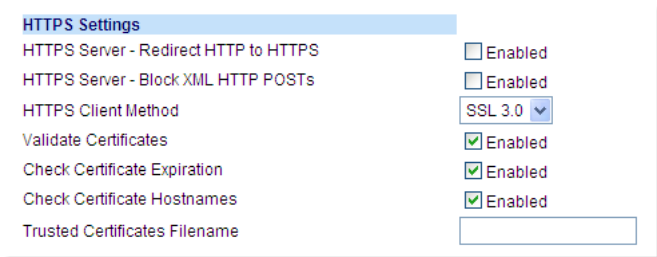 HTTPS Settings
HTTPS Server - Redirect HTTP to HTTPS Enabled
HTTPS Server - Block XML HTTP POSTs Enabled
HTTPS Client Method SSL 3.0
Validate Certificates Enabled
Check Certificate Expiration Enabled
Check Certificate Hostnames Enabled
Trusted Certificates Filename